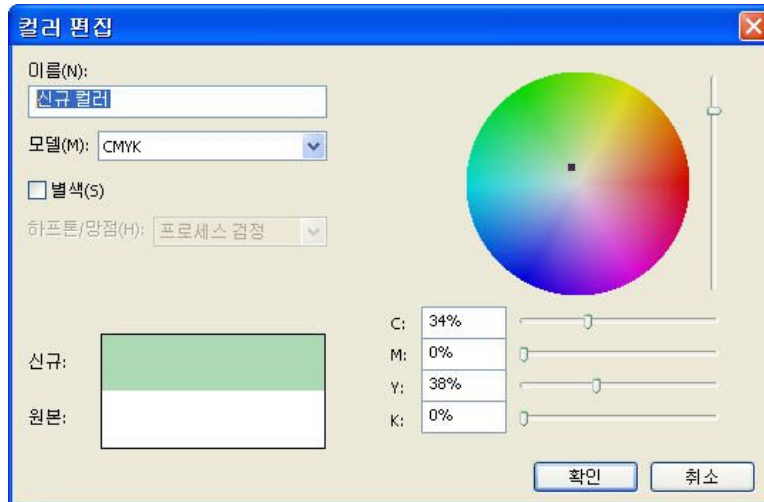 컬러 편집
이름(N):
신규 컬러
모델(M): CMYK
별색(S)
하프톤/망점(H): 프로세스 검정
C: 34%
M: 0%
Y: 38%
K: 0%
신규:
원본:
확인 취소